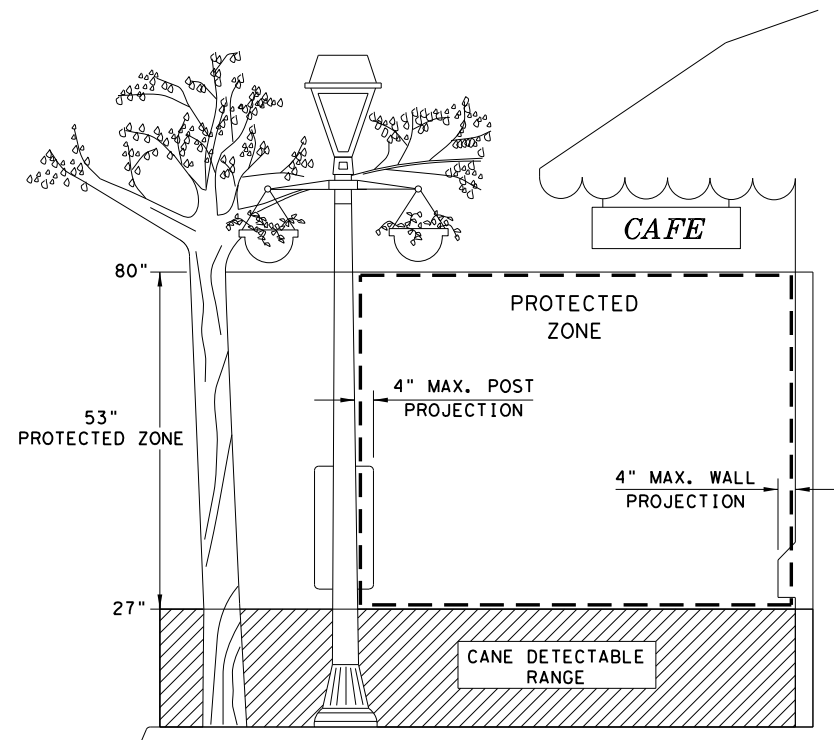 CAFE
80"
PROTECTED
ZONE
4" MAX. POST
PROJECTION
53"
PROTECTED ZONE
4" MAX. WALL
PROJECTION
27"
CANE DETECTABLE
RANGE